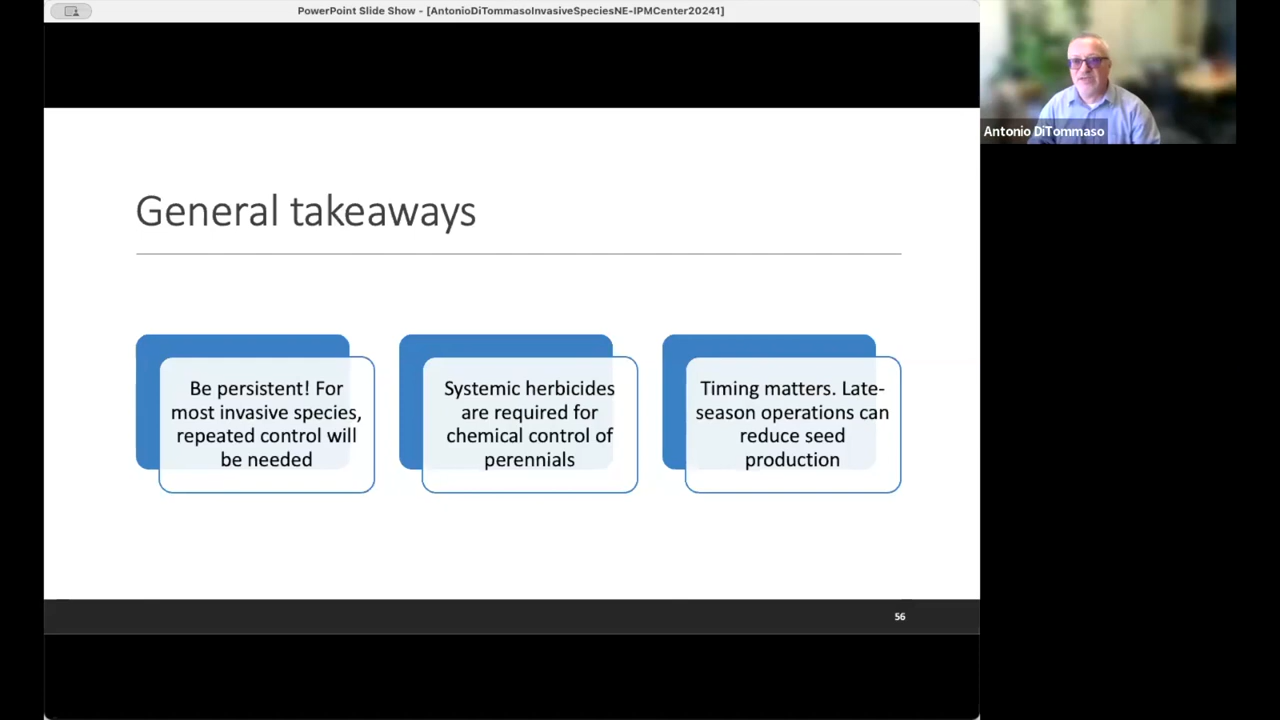 PowerPoint Slide Show - [AntonioDiTommasoInvasiveSpeciesNE-IPMCenter20241]
Antonio DiTommaso
General takeaways
Be persistent! For
most invasive species,
repeated control will
be needed
Systemic herbicides
are required for
chemical control of
perennials
Timing matters. Late-
season operations can
reduce seed
production
56